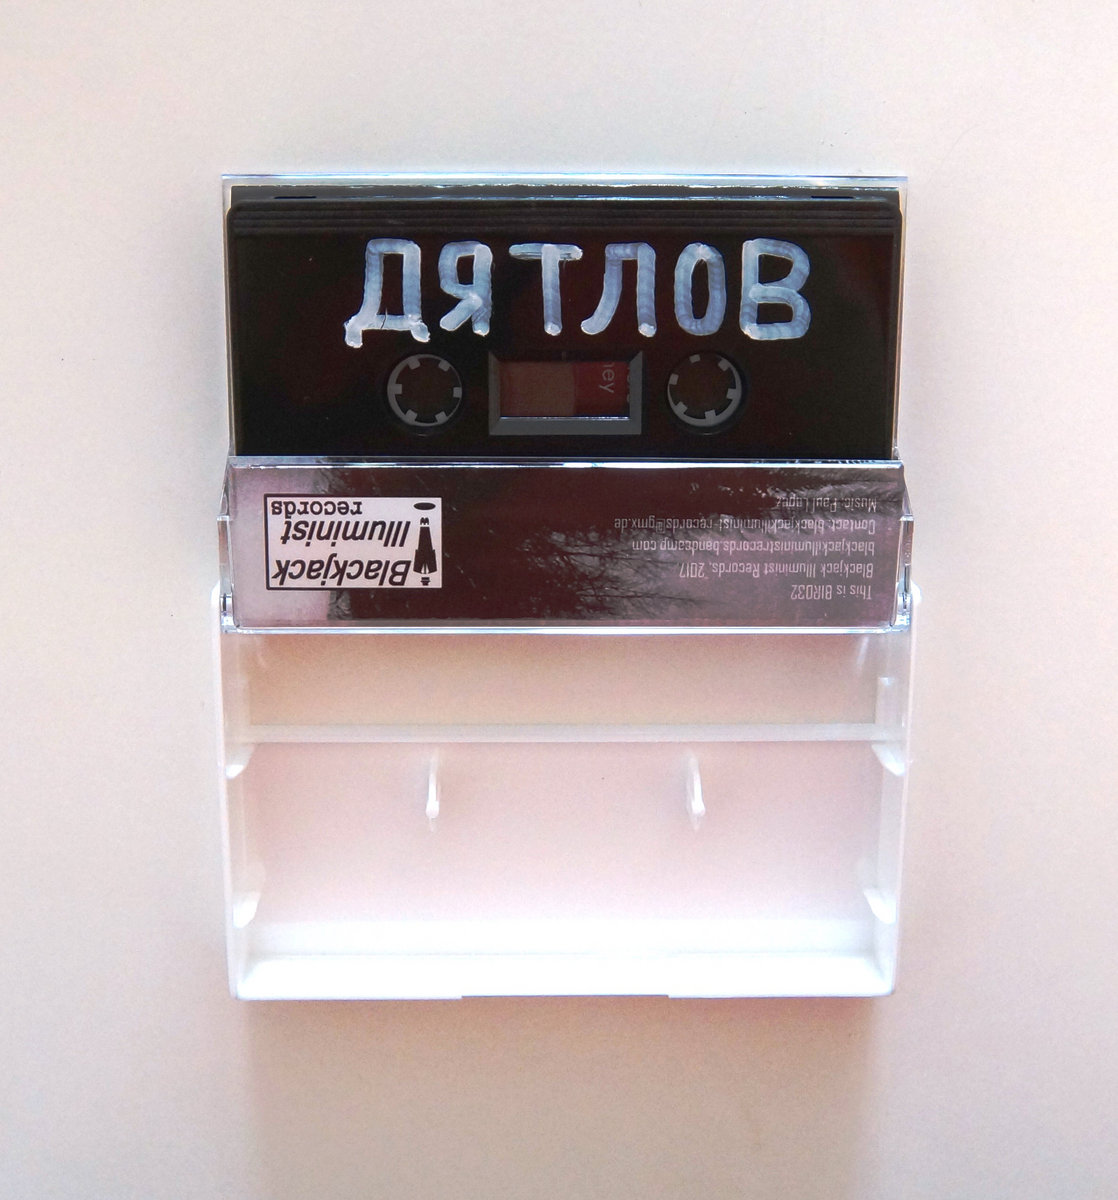 ДЯТЛОВ
ney
Blackjack
Illuminist
records
This is BIR032
Blackjack Illuminist Records, 2017
blackjackilluministrecords.bandcamp.com
Contact: blackjackilluminist-records@gmx.de
Music: Paul Lopez